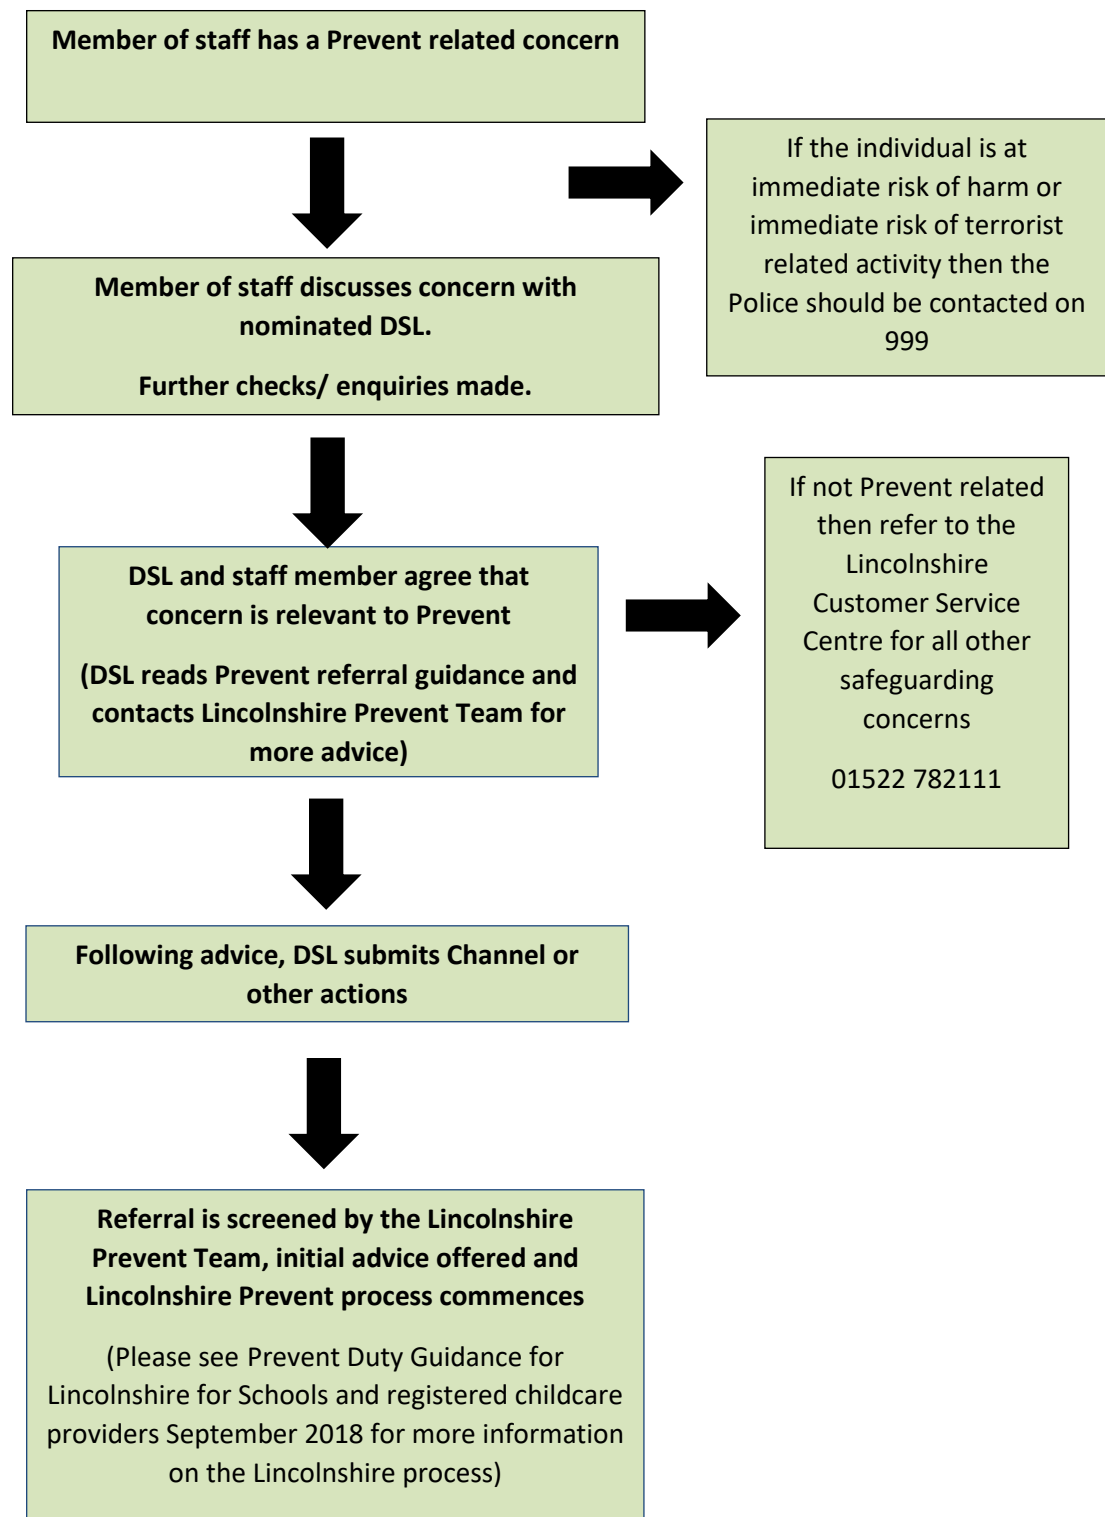 Member of staff has a Prevent related concern
If the individual is at
immediate risk of harm or
immediate risk of terrorist
related activity then the
Police should be contacted on
999
Member of staff discusses concern with
nominated DSL.
Further checks/ enquiries made.
If not Prevent related
then refer to the
Lincolnshire
Customer Service
Centre for all other
safeguarding
concerns
01522 782111
DSL and staff member agree that
concern is relevant to Prevent
(DSL reads Prevent referral guidance and
contacts Lincolnshire Prevent Team for
more advice)
Following advice, DSL submits Channel or
other actions
Referral is screened by the Lincolnshire
Prevent Team, initial advice offered and
Lincolnshire Prevent process commences
(Please see Prevent Duty Guidance for
Lincolnshire for Schools and registered childcare
providers September 2018 for more information
on the Lincolnshire process)